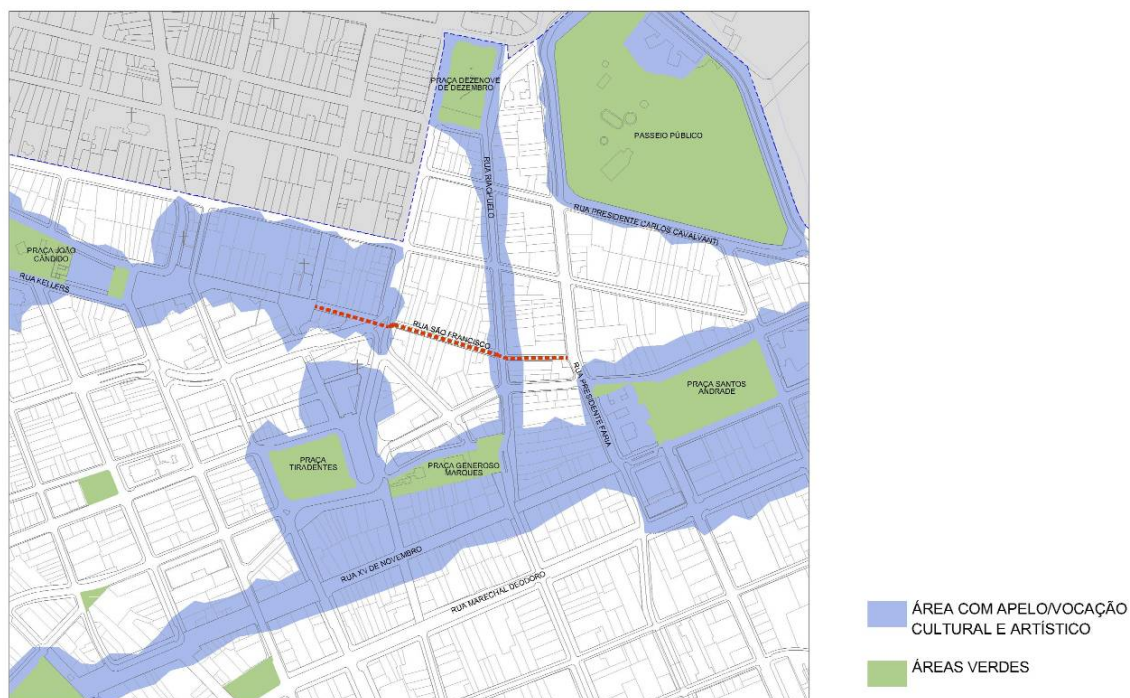 PRAÇA DEZENOVE
DE DEZEMBRO
PASSEIO PÚBLICO
RUA RIACHUELO
RUA PRESIDENTE CARLOS CAVALVANTI
PRAÇA JOÃO
CÂNDIDO
RUA KELLERS
RUA SÃO FRANCISCO
RUA PRESIDENTE FARIA
PRAÇA SANTOS
ANDRADE
PRAÇA
TIRADENTES
PRAÇA GENEROSO
MARQUES
RUA XV DE NOVEMBRO
RUA MARECHAL DEODORO
ÁREA COM APELO/VOCAÇÃO
CULTURAL E ARTÍSTICO
ÁREAS VERDES